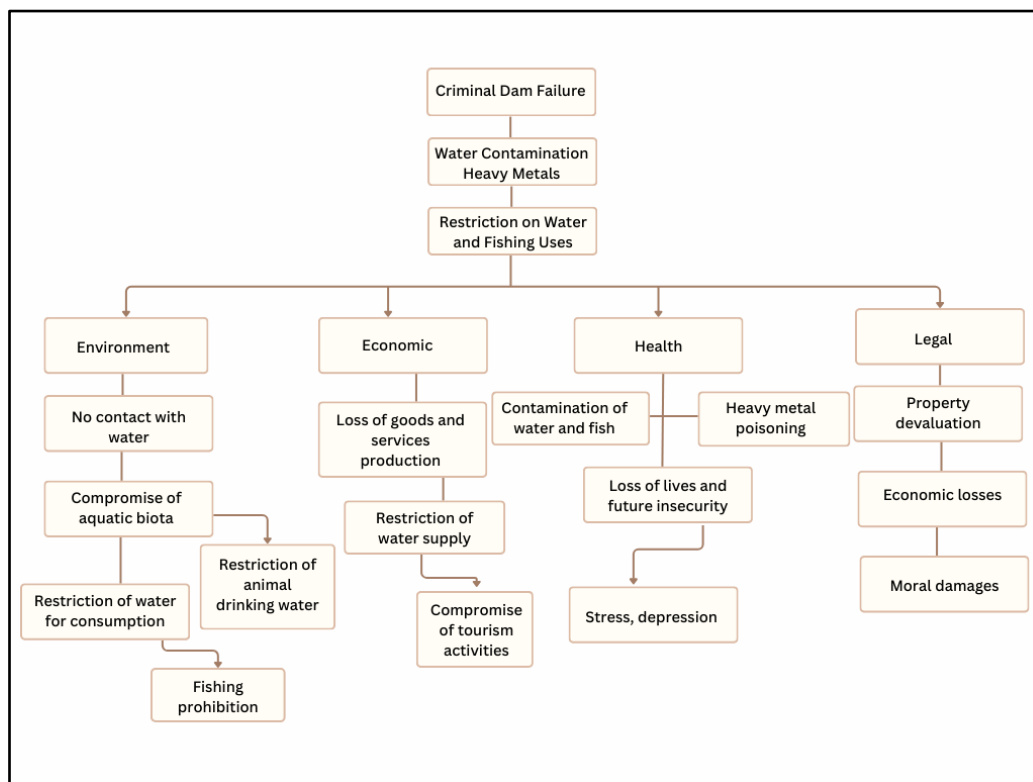 Criminal Dam Failure
Water Contamination
Heavy Metals
Restriction on Water
and Fishing Uses
Environment
Economic
Health
Legal
No contact with
water
Compromise of
aquatic biota
Restriction of
animal
drinking water
Restriction of water
for consumption
Fishing
prohibition
Loss of goods and
services
production
Restriction of
water supply
Compromise
of tourism
activities
Contamination of
water and fish
Heavy metal
poisoning
Loss of lives and
future insecurity
Stress, depression
Property
devaluation
Economic losses
Moral damages